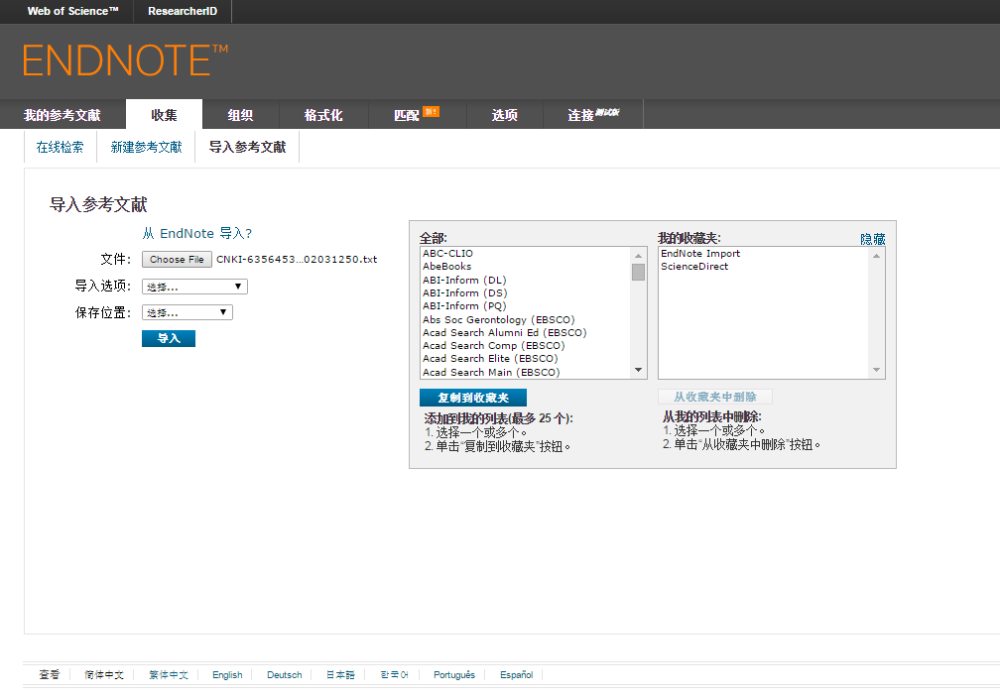 Web of Science™ ResearcherID
ENDNOTE™
我的参考文献 收集 组织 格式化 匹配 新! 选项 连接 测试版
在线检索 新建参考文献 导入参考文献
导入参考文献
从 EndNote 导入?
文件: Choose File CNKI-6356453...02031250.txt
导入选项: 选择...
保存位置: 选择...
导入
全部:
ABC-CLIO
AbeBooks
ABI-Inform (DL)
ABI-Inform (DS)
ABI-Inform (PQ)
Abs Soc Gerontology (EBSCO)
Acad Search Alumni Ed (EBSCO)
Acad Search Comp (EBSCO)
Acad Search Elite (EBSCO)
Acad Search Main (EBSCO)
复制到收藏夹
添加到我的列表(最多 25 个):
1. 选择一个或多个。
2. 单击“复制到收藏夹”按钮。
我的收藏夹: 隐藏
EndNote Import
ScienceDirect
从收藏夹中删除
从我的列表中删除:
1. 选择一个或多个。
2. 单击“从收藏夹中删除”按钮。
查看 简体中文 繁体中文 English Deutsch 日本語 한국어 Português Español